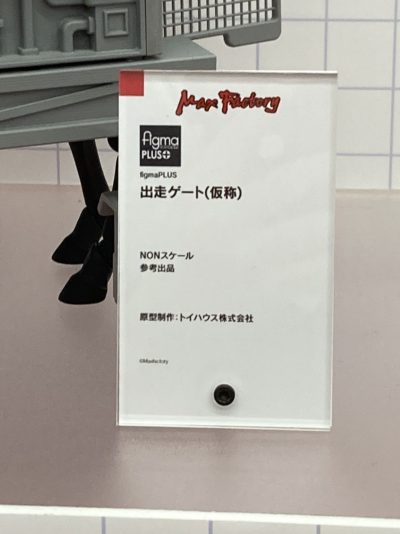 Max Factory
figma
PLUS+
figmaPLUS
出走ゲート(仮称)
NONスケール
参考出品
原型制作:トイハウス株式会社
©MaxFactory